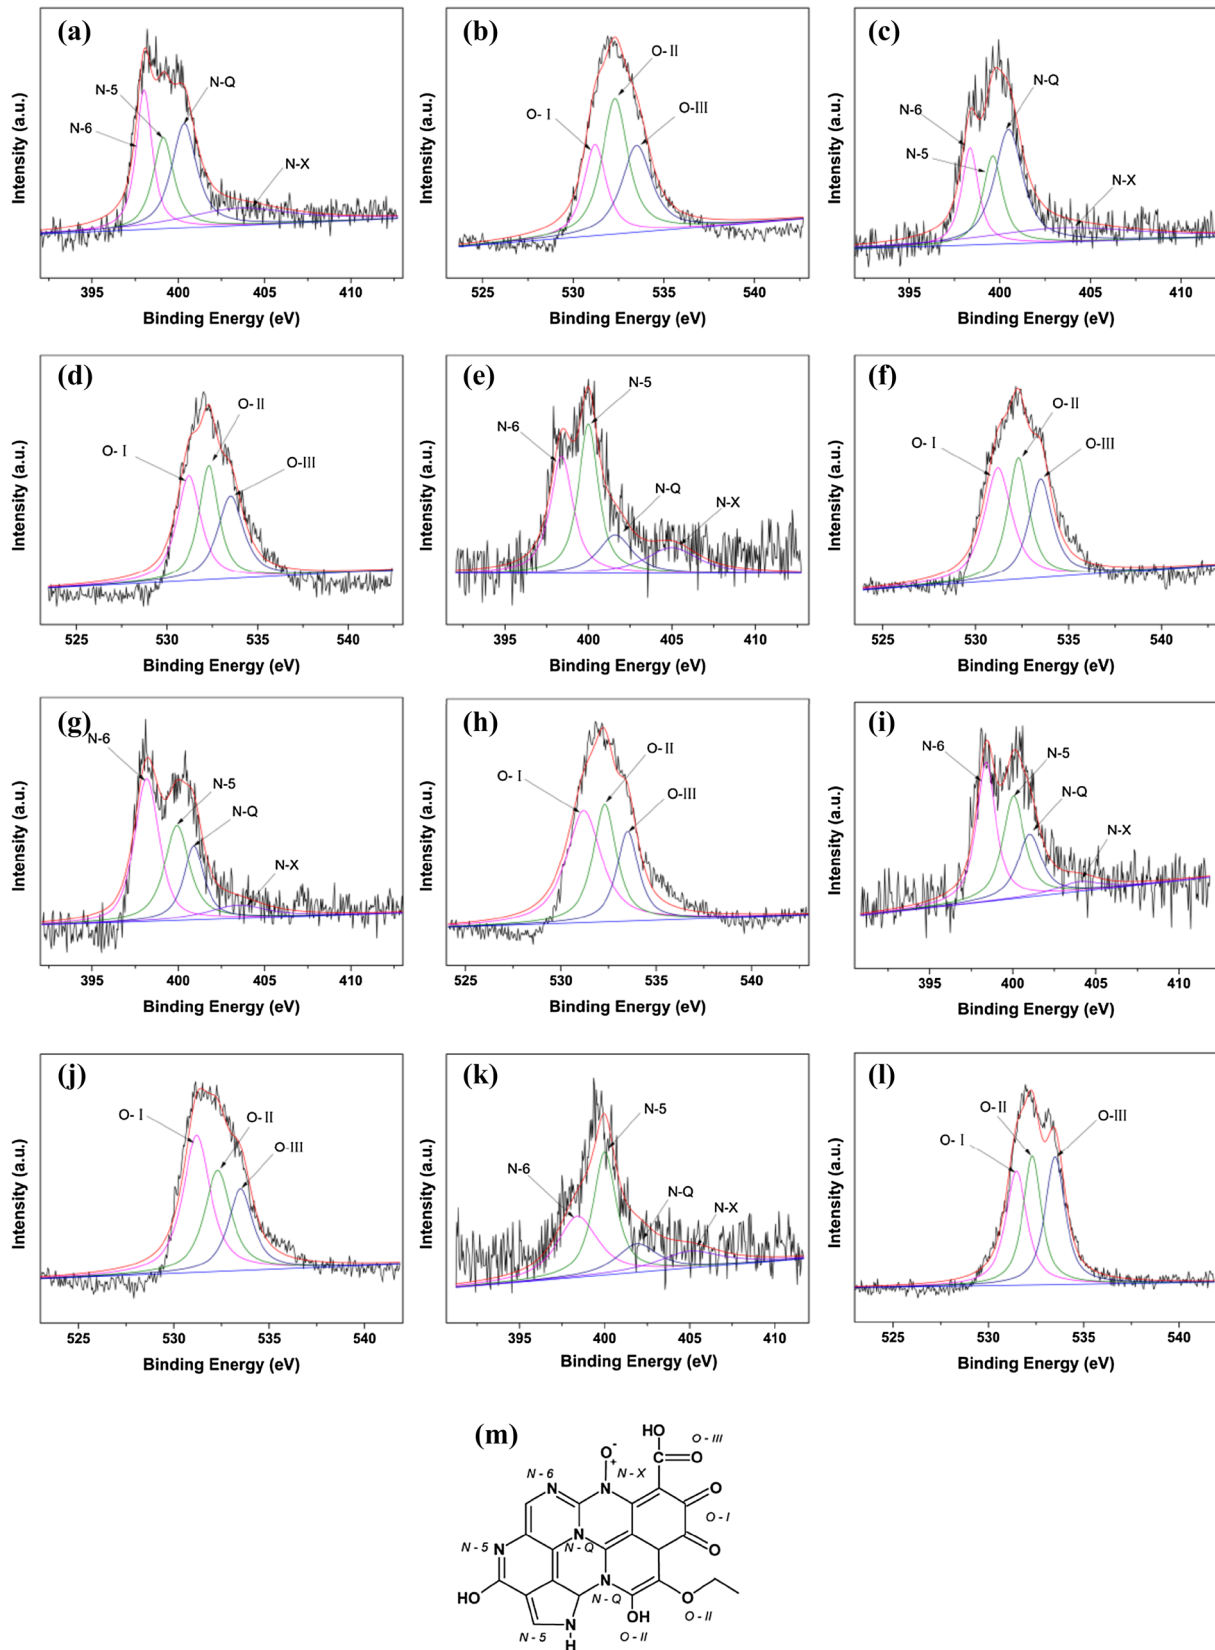 (a)
N-5
N-6
N-Q
N-X
Intensity (a.u.)
395 400 405 410
Binding Energy (eV)
(b)
O-I
O-II
O-III
Intensity (a.u.)
525 530 535 540
Binding Energy (eV)
(c)
N-6
N-5
N-Q
N-X
Intensity (a.u.)
395 400 405 410
Binding Energy (eV)
(d)
O-I
O-II
O-III
Intensity (a.u.)
525 530 535 540
Binding Energy (eV)
(e)
N-6
N-5
N-Q
N-X
Intensity (a.u.)
395 400 405 410
Binding Energy (eV)
(f)
O-I
O-II
O-III
Intensity (a.u.)
525 530 535 540
Binding Energy (eV)
(g)
N-6
N-5
N-Q
N-X
Intensity (a.u.)
395 400 405 410
Binding Energy (eV)
(h)
O-I
O-II
O-III
Intensity (a.u.)
525 530 535 540
Binding Energy (eV)
(i)
N-6
N-5
N-Q
N-X
Intensity (a.u.)
395 400 405 410
Binding Energy (eV)
(j)
O-I
O-II
O-III
Intensity (a.u.)
525 530 535 540
Binding Energy (eV)
(k)
N-6
N-5
N-Q
N-X
Intensity (a.u.)
395 400 405 410
Binding Energy (eV)
(l)
O-II
O-I
O-III
Intensity (a.u.)
525 530 535 540
Binding Energy (eV)
(m)
HO
O - III
O-
+
C
O
N - 6
N - X
N
N
O
O - I
N
N - 5
N
N - Q
O
N
N - Q
HO
O
OH
O - II
N - 5
N
H
O - II